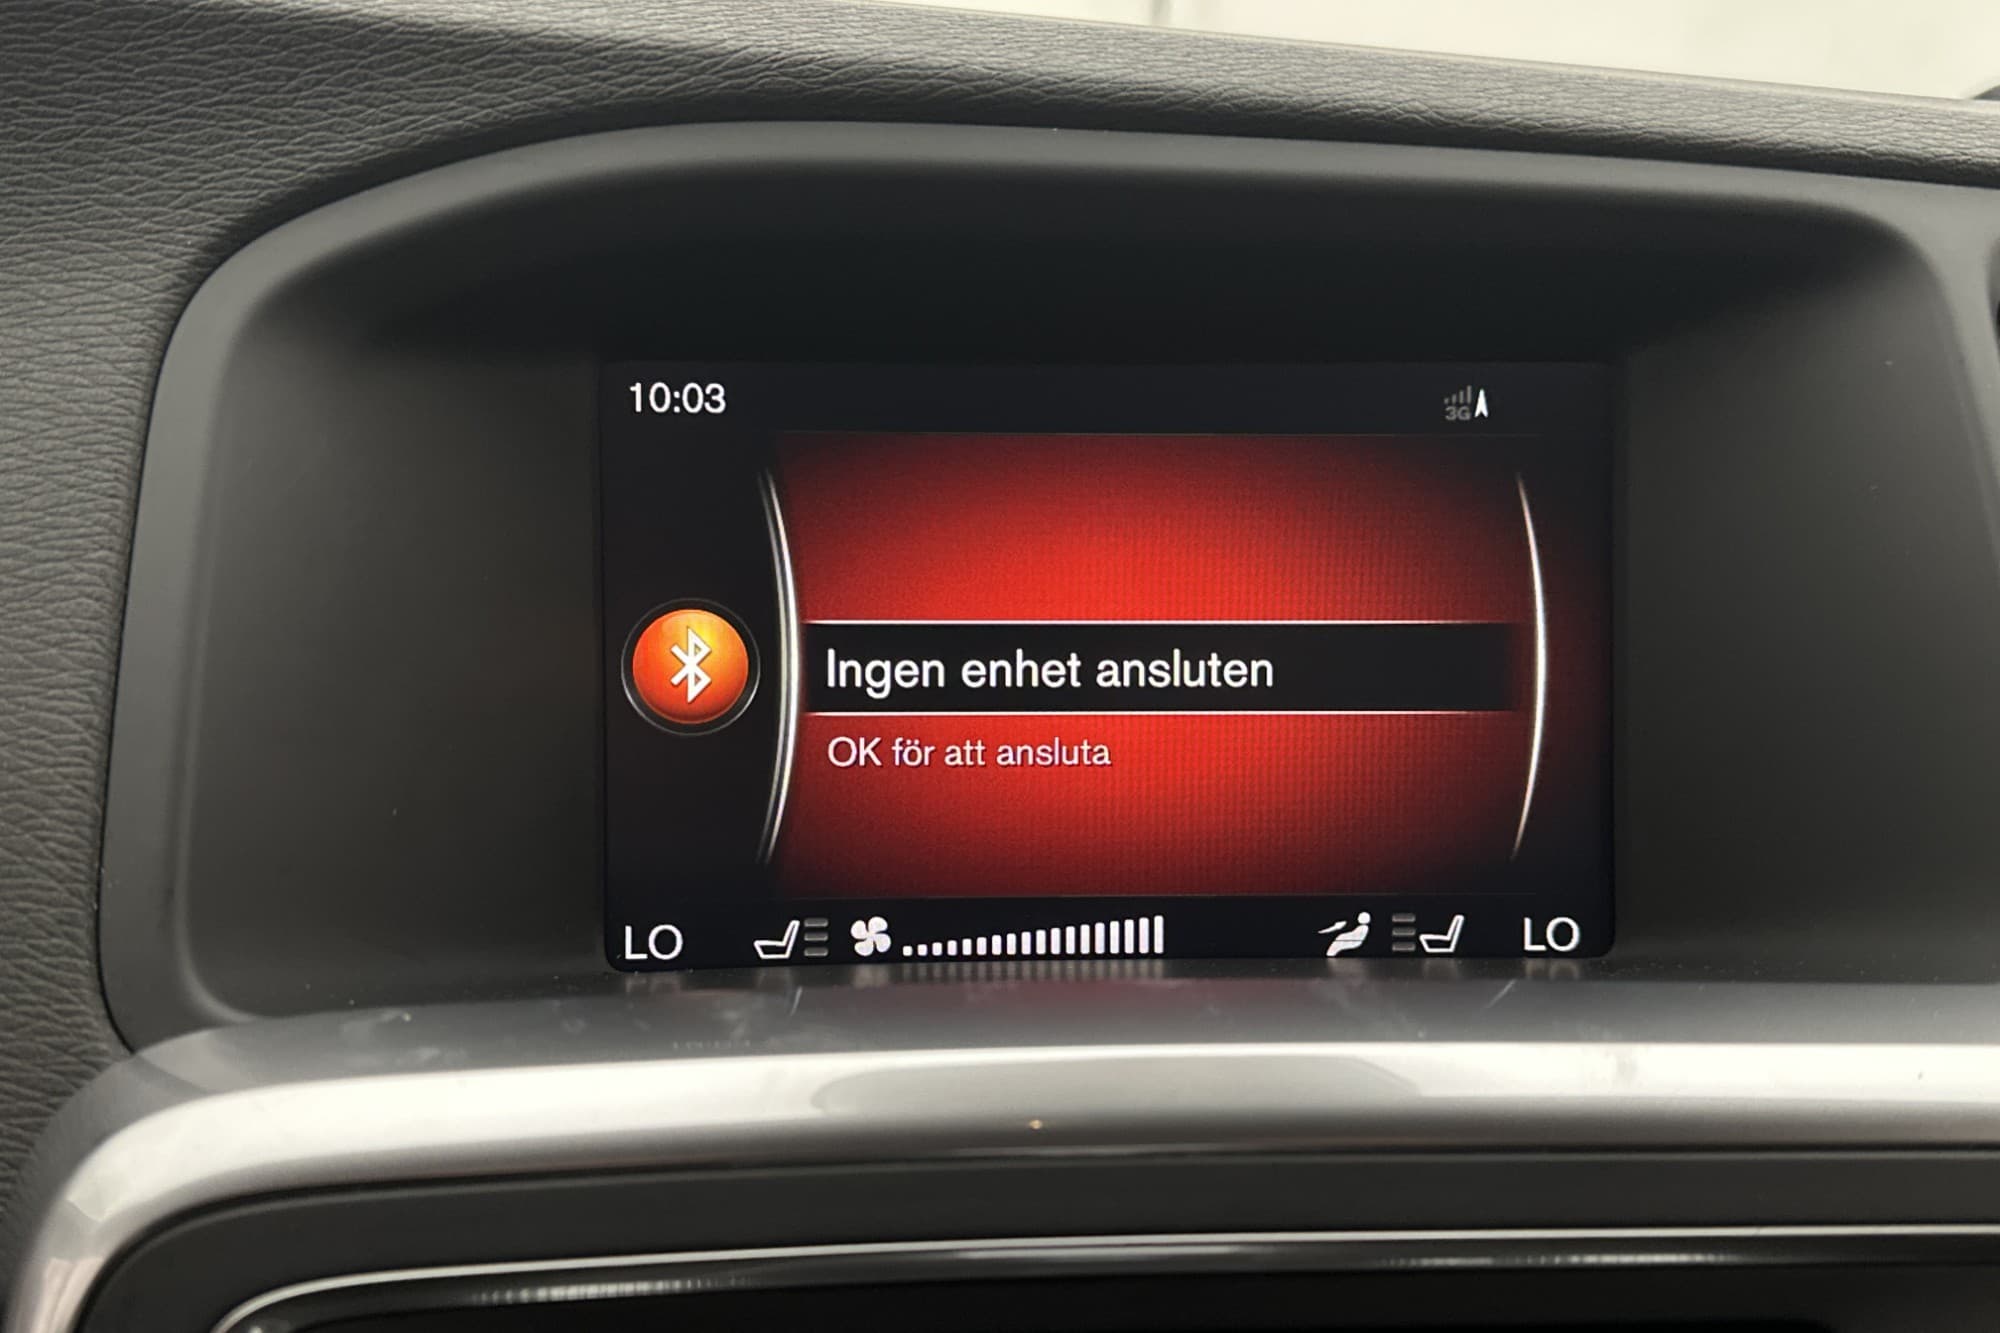 10:03
3G
Ingen enhet ansluten
OK för att ansluta
LO LO